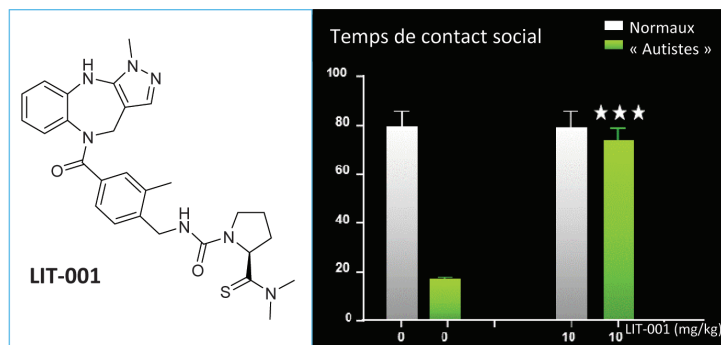 N
H
N
N
N
O
N
H
N
O
S
N
LIT-001
Temps de contact social
Normaux
« Autistes »
100
80
60
40
20
0
0 0 10 10
LIT-001 (mg/kg)